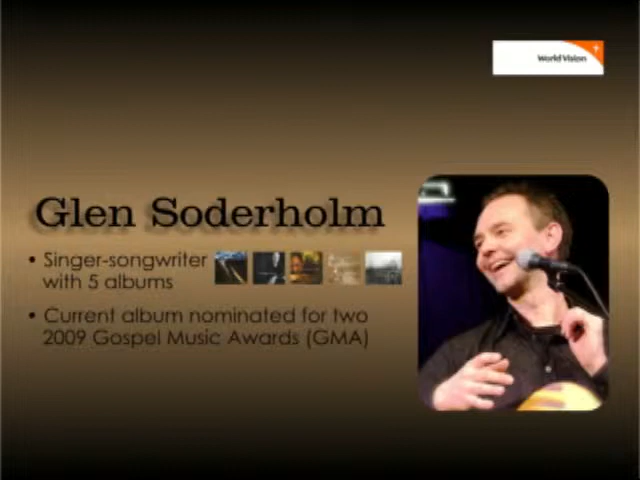 World Vision
Glen Soderholm
• Singer-songwriter
with 5 albums
• Current album nominated for two
2009 Gospel Music Awards (GMA)